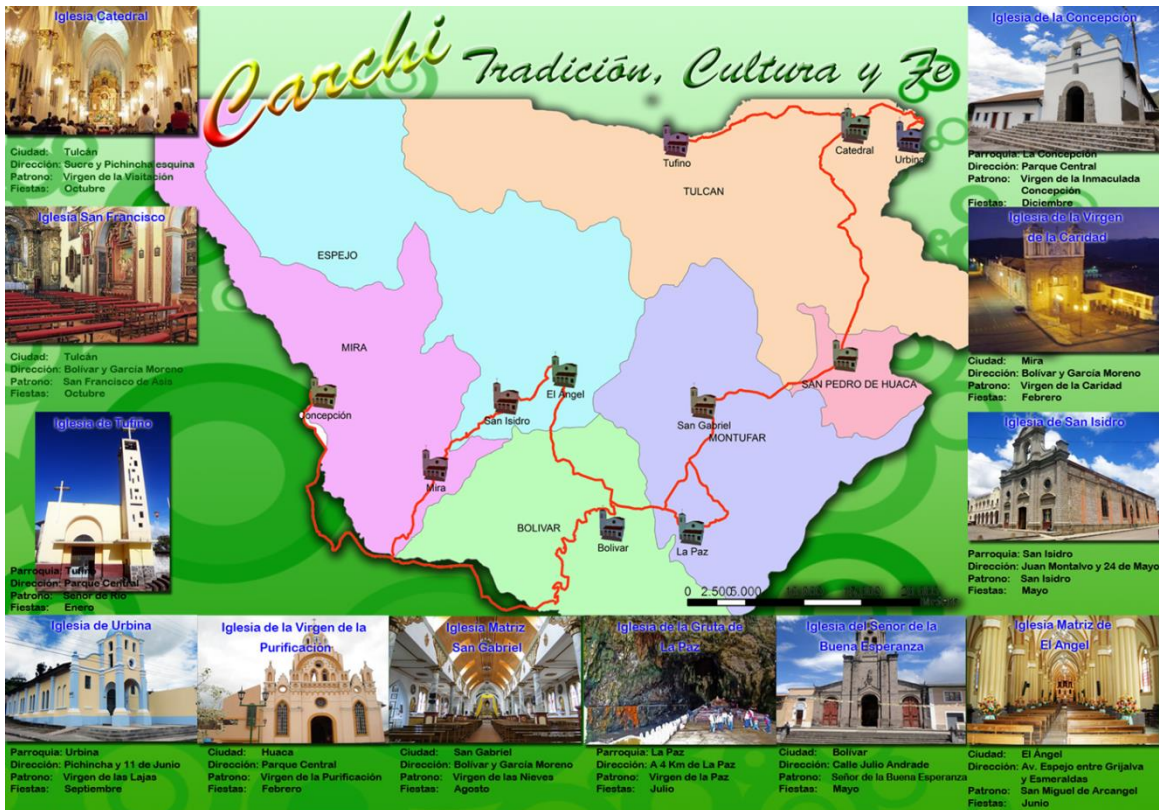 Carchi Tradición, Cultura y Fe
Iglesia Catedral
Ciudad: Tulcán
Dirección: Sucre y Pichincha esquina
Patrono: Virgen de la Visitación
Fiestas: Octubre
Iglesia San Francisco
Ciudad: Tulcán
Dirección: Bolívar y García Moreno
Patrono: San Francisco de Asis
Fiestas: Octubre
Iglesia de Tufiño
Parroquia: Tufiño
Dirección: Parque Central
Patrono: Señor de Río
Fiestas: Enero
Tufino
Catedral
Urbina
TULCAN
ESPEJO
MIRA
El Angel
San Isidro
Concepción
Mira
SAN PEDRO DE HUACA
San Gabriel
MONTUFAR
BOLIVAR
Bolivar
La Paz
0 2.500 5.000
Iglesia de la Concepción
Parroquia: La Concepción
Dirección: Parque Central
Patrono: Virgen de la Inmaculada
Concepción
Fiestas: Diciembre
Iglesia de la Virgen
de la Caridad
Ciudad: Mira
Dirección: Bolívar y García Moreno
Patrono: Virgen de la Caridad
Fiestas: Febrero
Iglesia de San Isidro
Parroquia: San Isidro
Dirección: Juan Montalvo y 24 de Mayo
Patrono: San Isidro
Fiestas: Mayo
Iglesia de Urbina
Parroquia: Urbina
Dirección: Pichincha y 11 de Junio
Patrono: Virgen de las Lajas
Fiestas: Septiembre
Iglesia de la Virgen de la
Purificación
Ciudad: Huaca
Dirección: Parque Central
Patrono: Virgen de la Purificación
Fiestas: Febrero
Iglesia Matriz
San Gabriel
Ciudad: San Gabriel
Dirección: Bolívar y García Moreno
Patrono: Virgen de las Nieves
Fiestas: Agosto
Iglesia de la Gruta de
La Paz
Parroquia: La Paz
Dirección: A 4 Km de La Paz
Patrono: Virgen de la Paz
Fiestas: Julio
Iglesia del Senor de la
Buena Esperanza
Ciudad: Bolívar
Dirección: Calle Julio Andrade
Patrono: Señor de la Buena Esperanza
Fiestas: Mayo
Iglesia Matriz de
El Angel
Ciudad: El Ángel
Dirección: Av. Espejo entre Grijalva
y Esmeraldas
Patrono: San Miguel de Arcangel
Fiestas: Junio